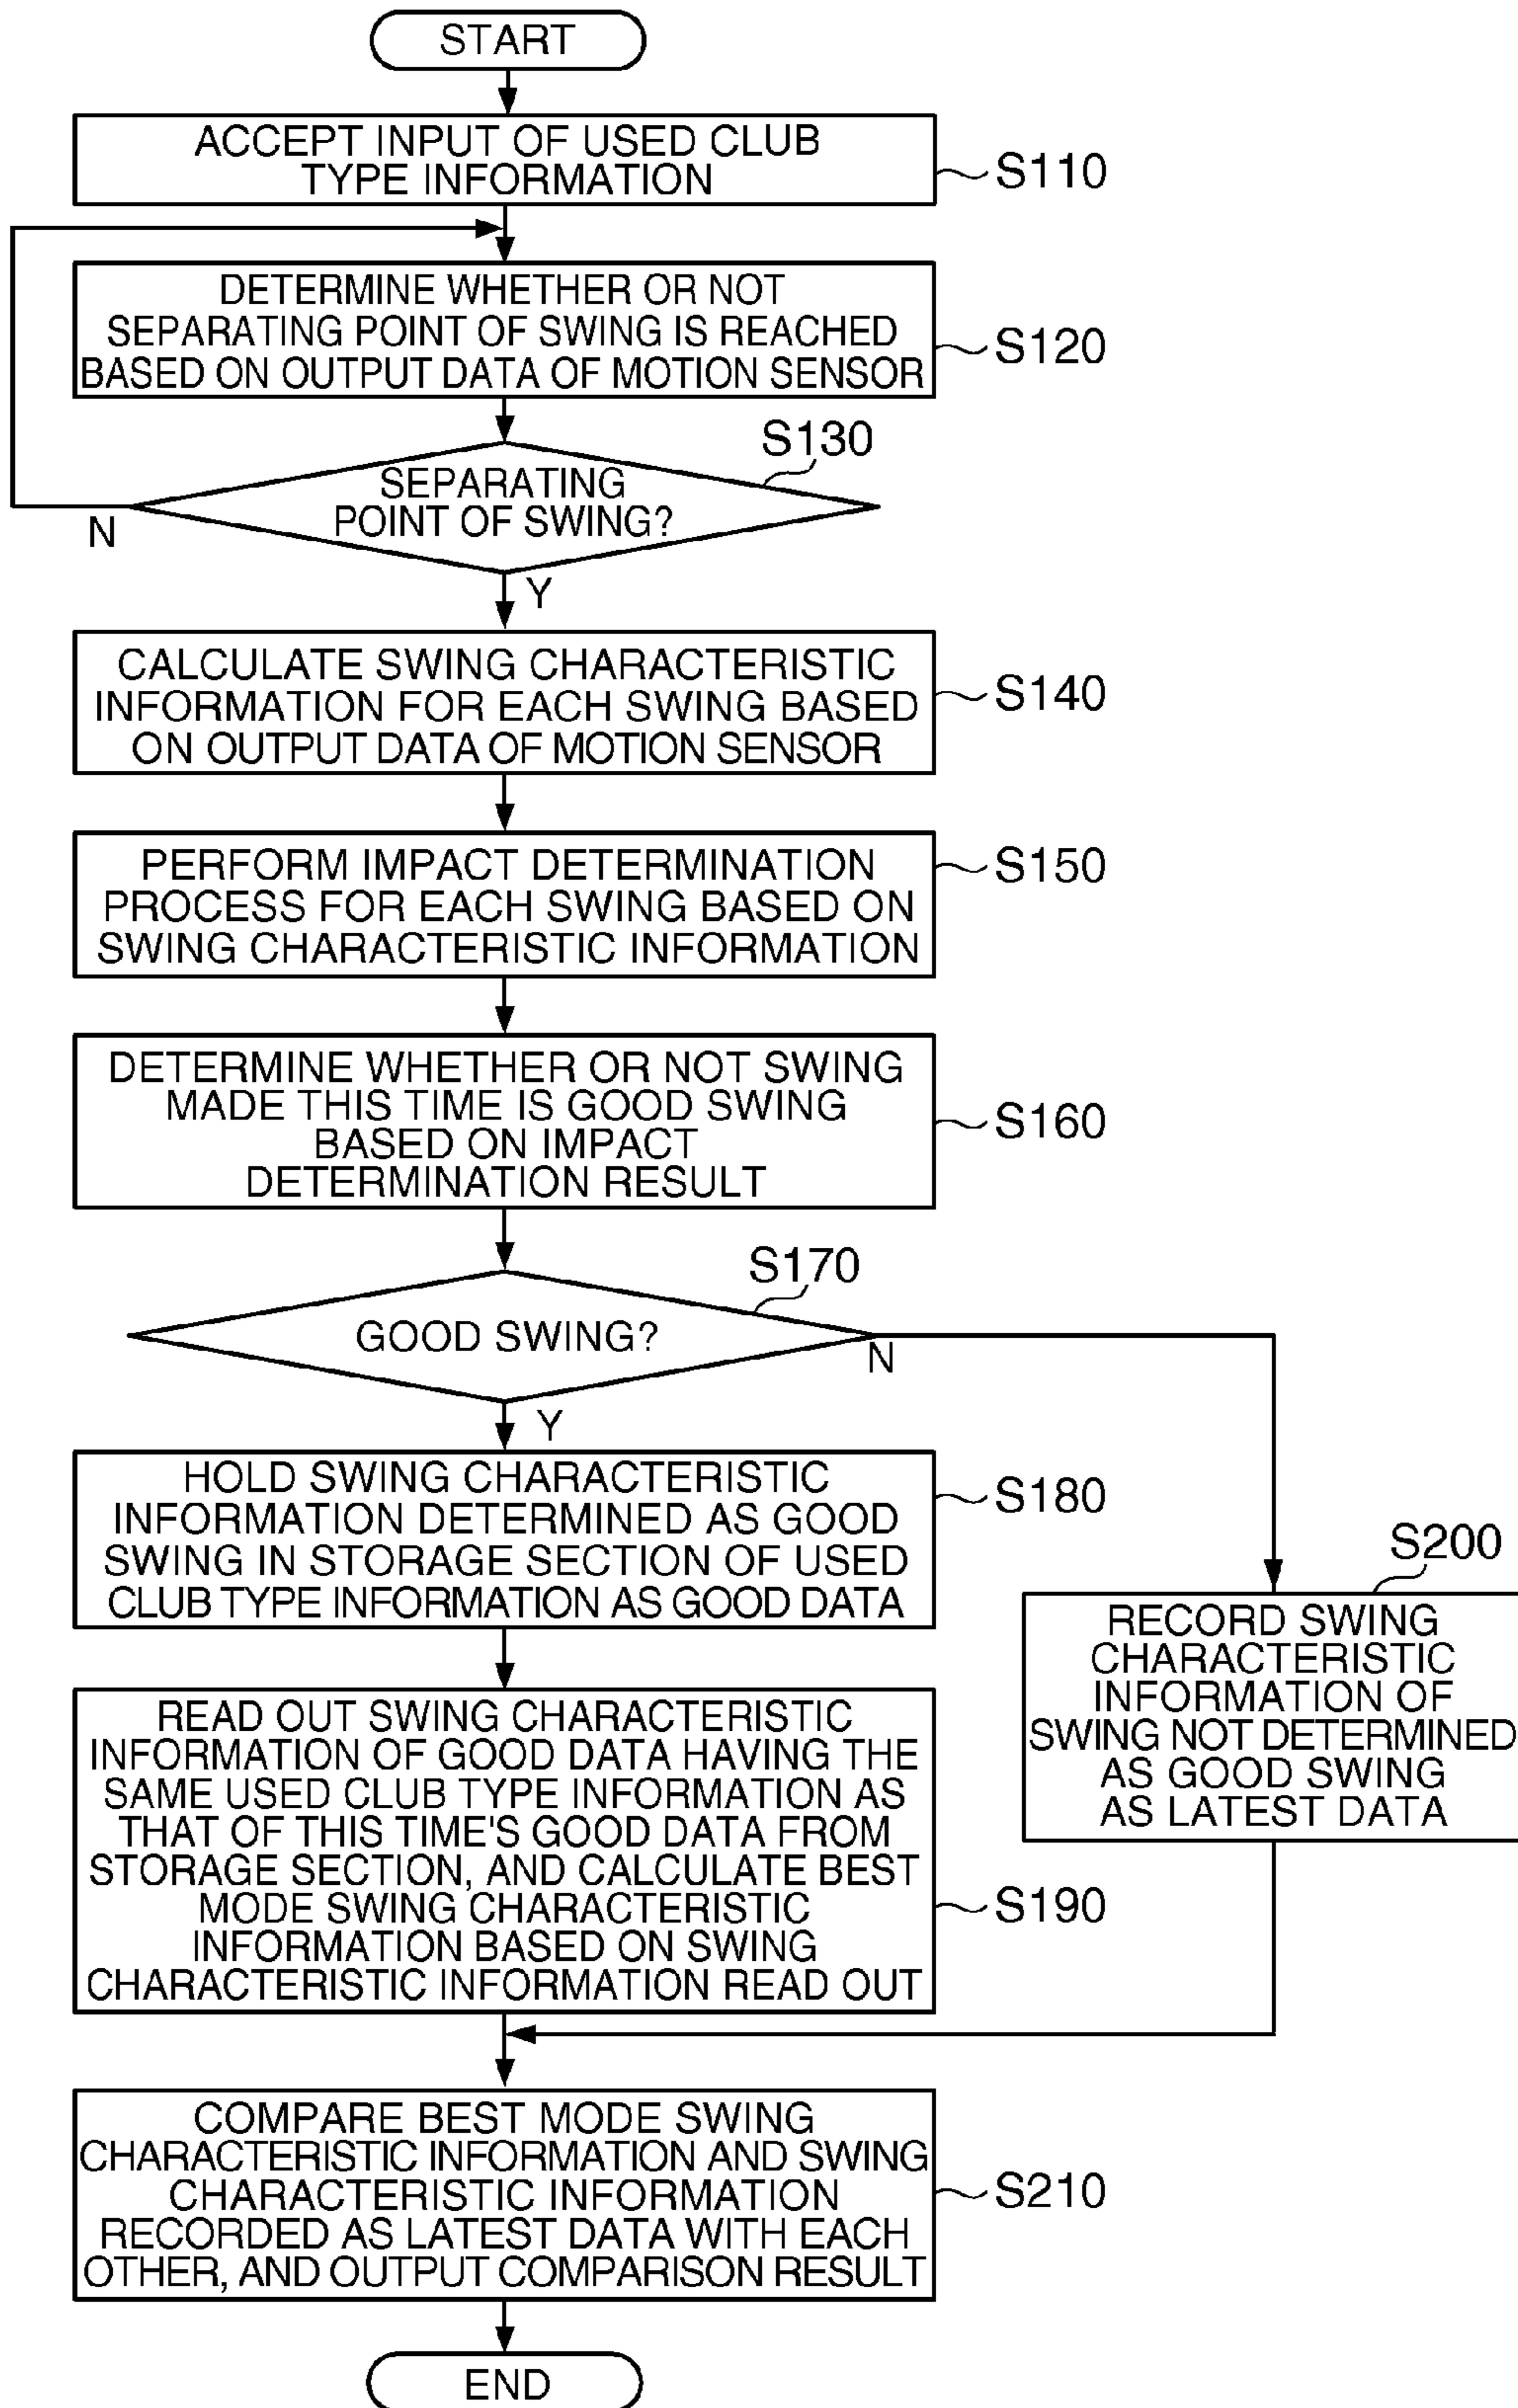 START
ACCEPT INPUT OF USED CLUB
TYPE INFORMATION
S110
DETERMINE WHETHER OR NOT
SEPARATING POINT OF SWING IS REACHED
BASED ON OUTPUT DATA OF MOTION SENSOR
S120
S130
SEPARATING
POINT OF SWING?
N
Y
CALCULATE SWING CHARACTERISTIC
INFORMATION FOR EACH SWING BASED
ON OUTPUT DATA OF MOTION SENSOR
S140
PERFORM IMPACT DETERMINATION
PROCESS FOR EACH SWING BASED ON
SWING CHARACTERISTIC INFORMATION
S150
DETERMINE WHETHER OR NOT SWING
MADE THIS TIME IS GOOD SWING
BASED ON IMPACT
DETERMINATION RESULT
S160
S170
GOOD SWING?
N
Y
HOLD SWING CHARACTERISTIC
INFORMATION DETERMINED AS GOOD
SWING IN STORAGE SECTION OF USED
CLUB TYPE INFORMATION AS GOOD DATA
S180
S200
RECORD SWING
CHARACTERISTIC
INFORMATION OF
SWING NOT DETERMINED
AS GOOD SWING
AS LATEST DATA
READ OUT SWING CHARACTERISTIC
INFORMATION OF GOOD DATA HAVING THE
SAME USED CLUB TYPE INFORMATION AS
THAT OF THIS TIME'S GOOD DATA FROM
STORAGE SECTION, AND CALCULATE BEST
MODE SWING CHARACTERISTIC
INFORMATION BASED ON SWING
CHARACTERISTIC INFORMATION READ OUT
S190
COMPARE BEST MODE SWING
CHARACTERISTIC INFORMATION AND SWING
CHARACTERISTIC INFORMATION
RECORDED AS LATEST DATA WITH EACH
OTHER, AND OUTPUT COMPARISON RESULT
S210
END